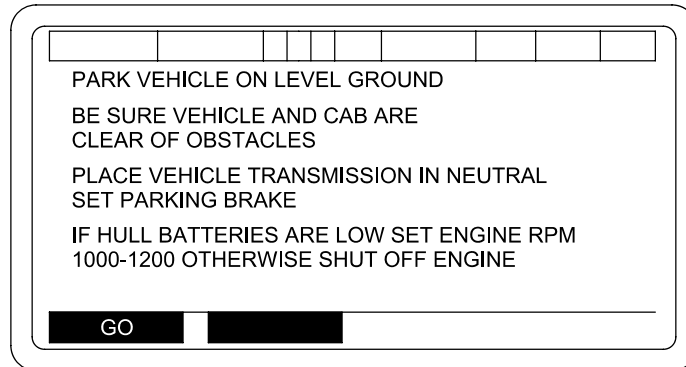 PARK VEHICLE ON LEVEL GROUND
BE SURE VEHICLE AND CAB ARE
CLEAR OF OBSTACLES
PLACE VEHICLE TRANSMISSION IN NEUTRAL
SET PARKING BRAKE
IF HULL BATTERIES ARE LOW SET ENGINE RPM
1000-1200 OTHERWISE SHUT OFF ENGINE
GO